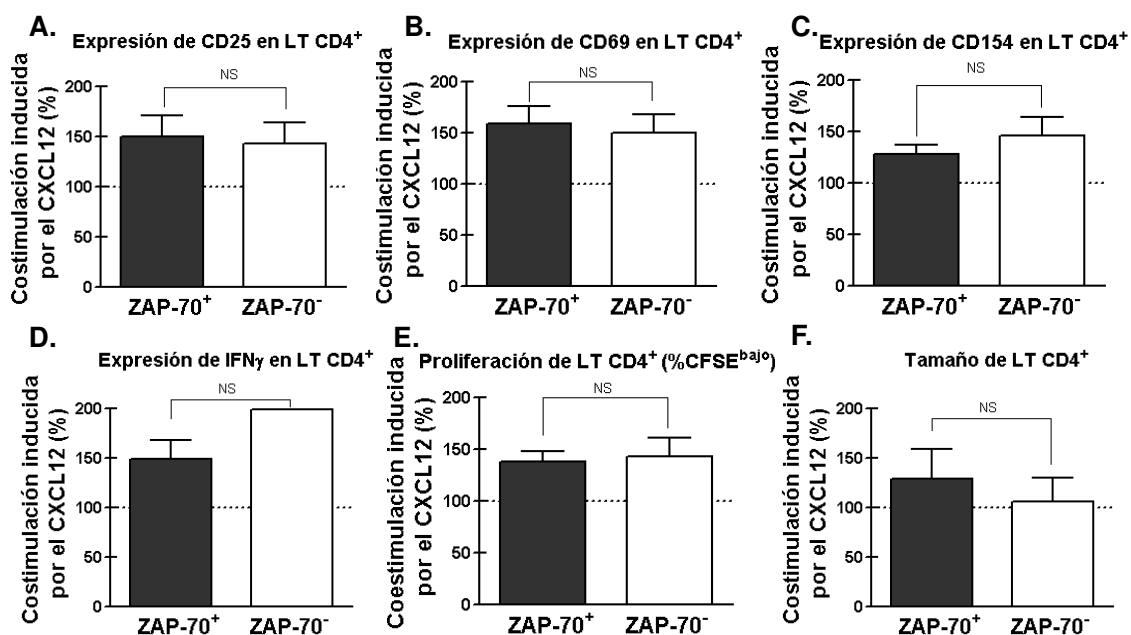 A.
Expresión de CD25 en LT CD4⁺
Costimulación inducida
por el CXCL12 (%)
200
150
100
50
0
NS
ZAP-70⁺
ZAP-70⁻
B.
Expresión de CD69 en LT CD4⁺
Costimulación inducida
por el CXCL12 (%)
200
150
100
50
0
NS
ZAP-70⁺
ZAP-70⁻
C.
Expresión de CD154 en LT CD4⁺
Costimulación inducida
por el CXCL12 (%)
200
150
100
50
0
NS
ZAP-70⁺
ZAP-70⁻
D.
Expresión de IFNγ en LT CD4⁺
Costimulación inducida
por el CXCL12 (%)
200
150
100
50
0
NS
ZAP-70⁺
ZAP-70⁻
E.
Proliferación de LT CD4⁺ (%CFSEᵇᵃʲᵒ)
Coestimulación inducida
por el CXCL12 (%)
200
150
100
50
0
NS
ZAP-70⁺
ZAP-70⁻
F.
Tamaño de LT CD4⁺
Costimulación inducida
por el CXCL12 (%)
200
150
100
50
0
NS
ZAP-70⁺
ZAP-70⁻